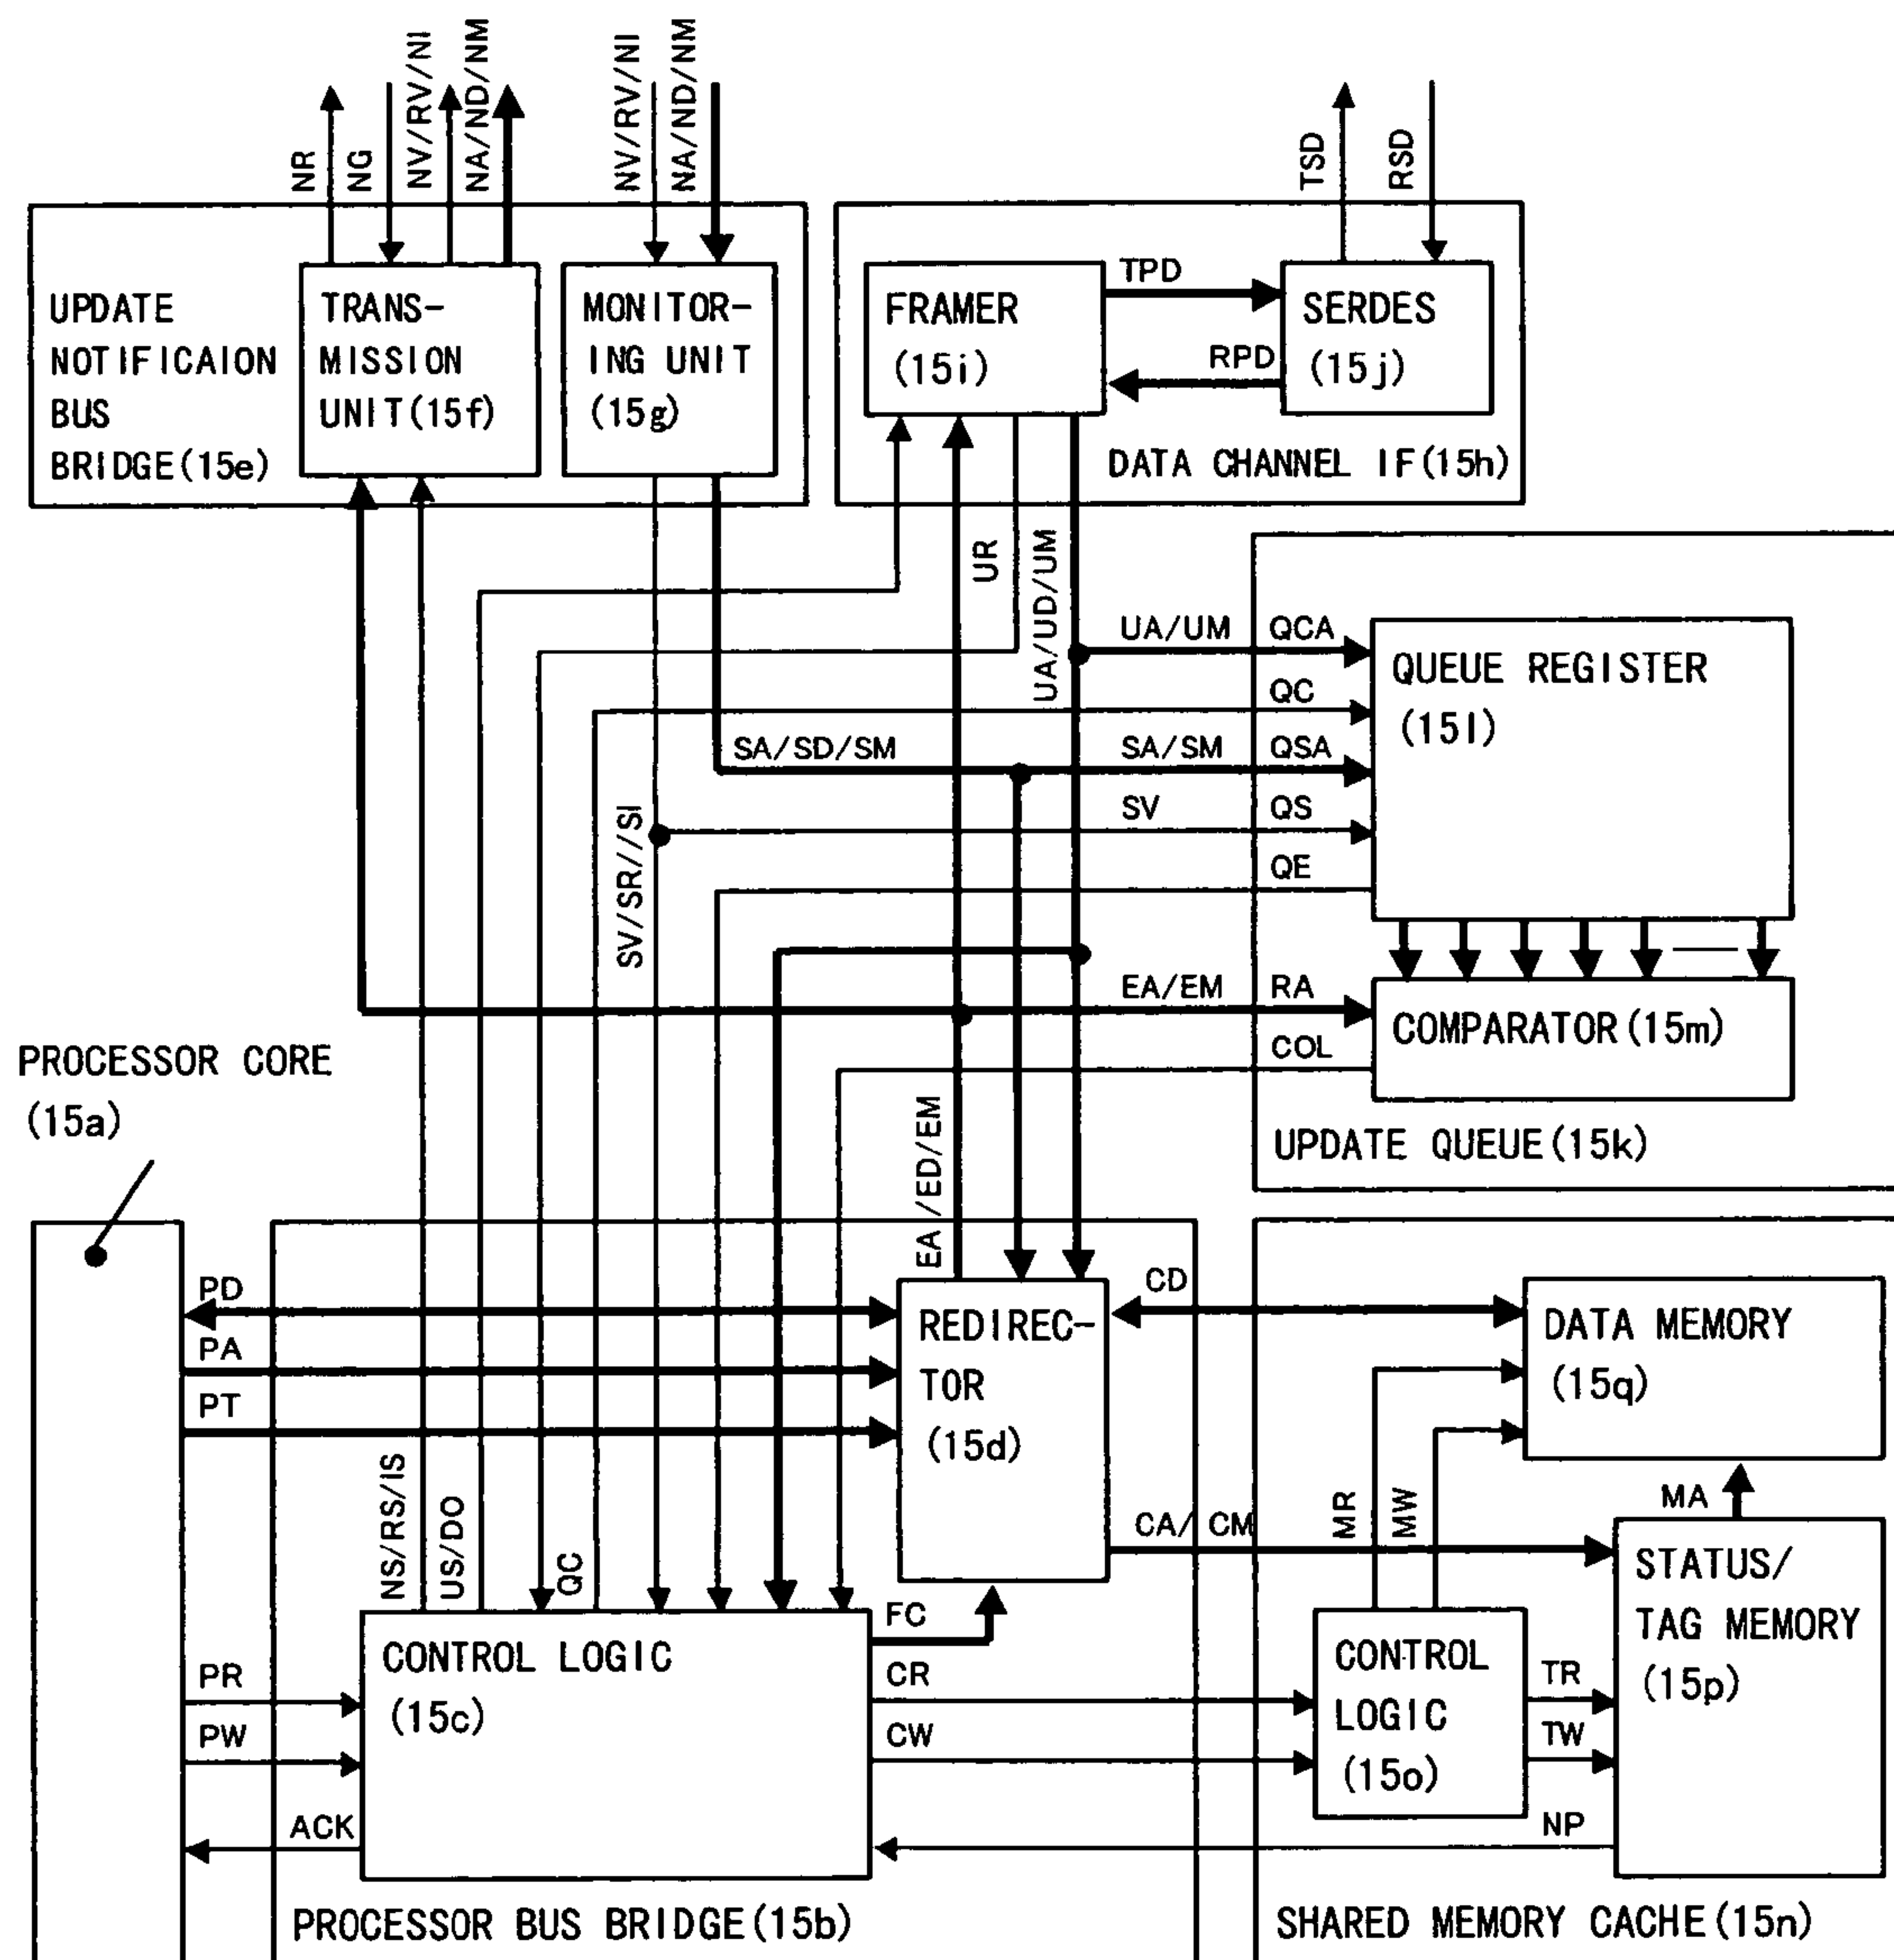 NR
NG
NV/RV/NI
NA/ND/NM
NV/RV/NI
NA/ND/NM
TSD
RSD
UPDATE
NOTIFICAION
BUS
BRIDGE(15e)
TRANS-
MISSION
UNIT(15f)
MONITOR-
ING UNIT
(15g)
FRAMER
(15i)
TPD
RPD
SERDES
(15j)
DATA CHANNEL IF(15h)
UR
UA/UD/UM
UA/UM
QCA
QC
SA/SD/SM
SA/SM
QSA
SV
QS
QE
QUEUE REGISTER
(15l)
SV/SR//SI
EA/EM
RA
COL
COMPARATOR(15m)
UPDATE QUEUE(15k)
PROCESSOR CORE
(15a)
EA /ED/EM
PD
PA
PT
REDIREC-
TOR
(15d)
CD
DATA MEMORY
(15q)
MR
MW
MA
CA/ CM
STATUS/
TAG MEMORY
(15p)
NS/RS/IS
US/DO
QC
FC
CONTROL LOGIC
(15c)
PR
PW
ACK
CR
CW
CONTROL
LOGIC
(15o)
TR
TW
NP
PROCESSOR BUS BRIDGE(15b)
SHARED MEMORY CACHE(15n)